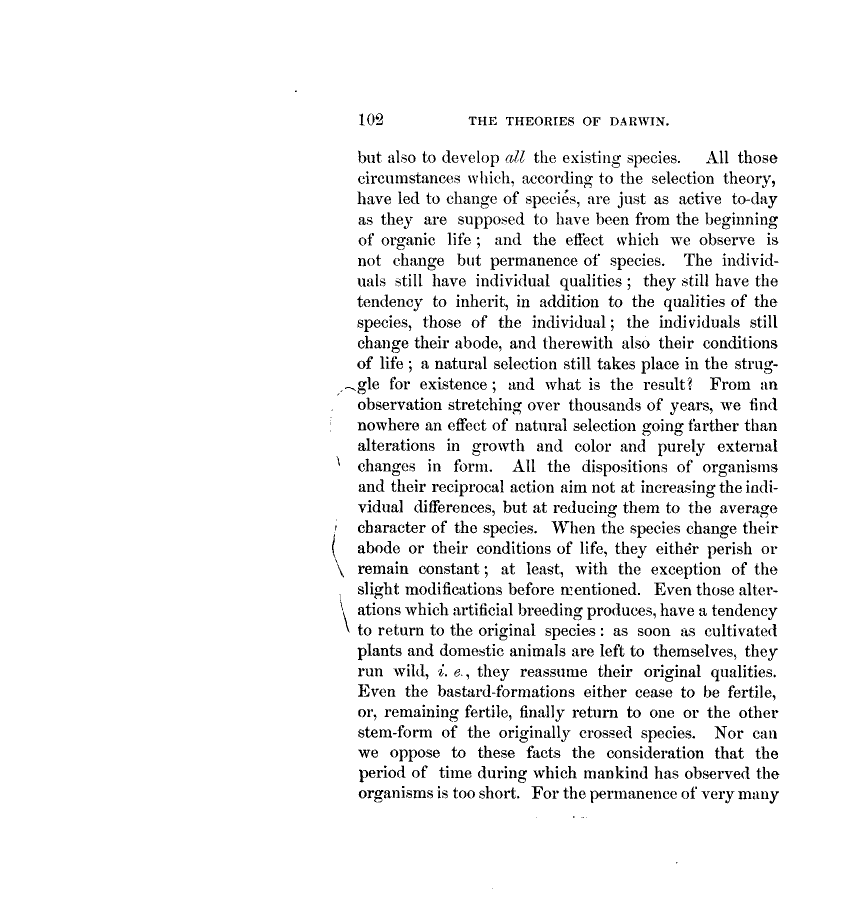 102 THE THEORIES OF DARWIN.
but also to develop all the existing species. All those
circumstances which, according to the selection theory,
have led to change of species, are just as active to-day
as they are supposed to have been from the beginning
of organic life ; and the effect which we observe is
not change but permanence of species. The individ-
uals still have individual qualities ; they still have the
tendency to inherit, in addition to the qualities of the
species, those of the individual ; the individuals still
change their abode, and therewith also their conditions
of life ; a natural selection still takes place in the strug-
gle for existence ; and what is the result? From an
observation stretching over thousands of years, we find
nowhere an effect of natural selection going farther than
alterations in growth and color and purely external
changes in form. All the dispositions of organisms
and their reciprocal action aim not at increasing the indi-
vidual differences, but at reducing them to the average
character of the species. When the species change their
abode or their conditions of life, they either perish or
remain constant ; at least, with the exception of the
slight modifications before mentioned. Even those alter-
ations which artificial breeding produces, have a tendency
to return to the original species : as soon as cultivated
plants and domestic animals are left to themselves, they
run wild, i. e., they reassume their original qualities.
Even the bastard-formations either cease to be fertile,
or, remaining fertile, finally return to one or the other
stem-form of the originally crossed species. Nor can
we oppose to these facts the consideration that the
period of time during which mankind has observed the
organisms is too short. For the permanence of very many